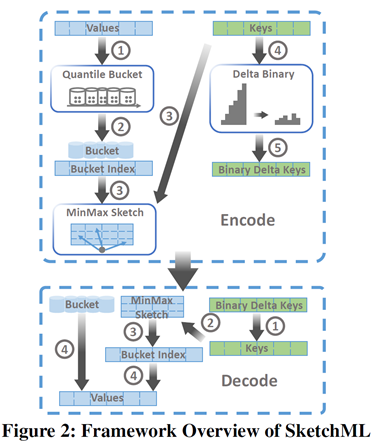 Values
Keys
①
④
Quantile Bucket
Delta Binary
③
②
⑤
Bucket
Bucket Index
Binary Delta Keys
③
MinMax Sketch
Encode
Bucket
MinMax
Sketch
Binary Delta Keys
③
②
①
④
Bucket Index
Keys
④
Values
Decode
Figure 2: Framework Overview of SketchML